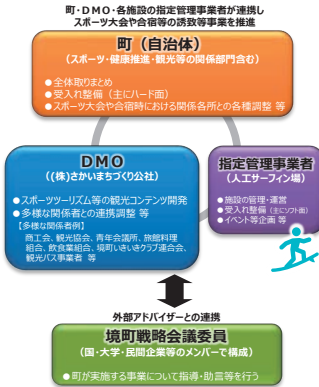 町・DMO・各施設の指定管理事業者が連携し
スポーツ大会や合宿等の誘致等事業を推進
町（自治体）
（スポーツ・健康推進・観光等の関係部門含む）
●全体取りまとめ
●受入れ整備（主にハード面）
●スポーツ大会や合宿時における関係各所との各種調整 等
DMO
（(株)さかいまちづくり公社）
●スポーツツーリズム等の観光コンテンツ開発
●多様な関係者との連携調整 等
【多様な関係者例】
商工会、観光協会、青年会議所、旅館料理
組合、飲食業組合、境町いきいきクラブ連合会、
観光バス事業者 等
指定管理事業者
（人工サーフィン場）
●施設の管理・運営
●受入れ整備（主にソフト面）
●イベント等企画 等
外部アドバイザーとの連携
境町戦略会議委員
（国・大学・民間企業等のメンバーで構成）
●町が実施する事業について指導・助言等を行う